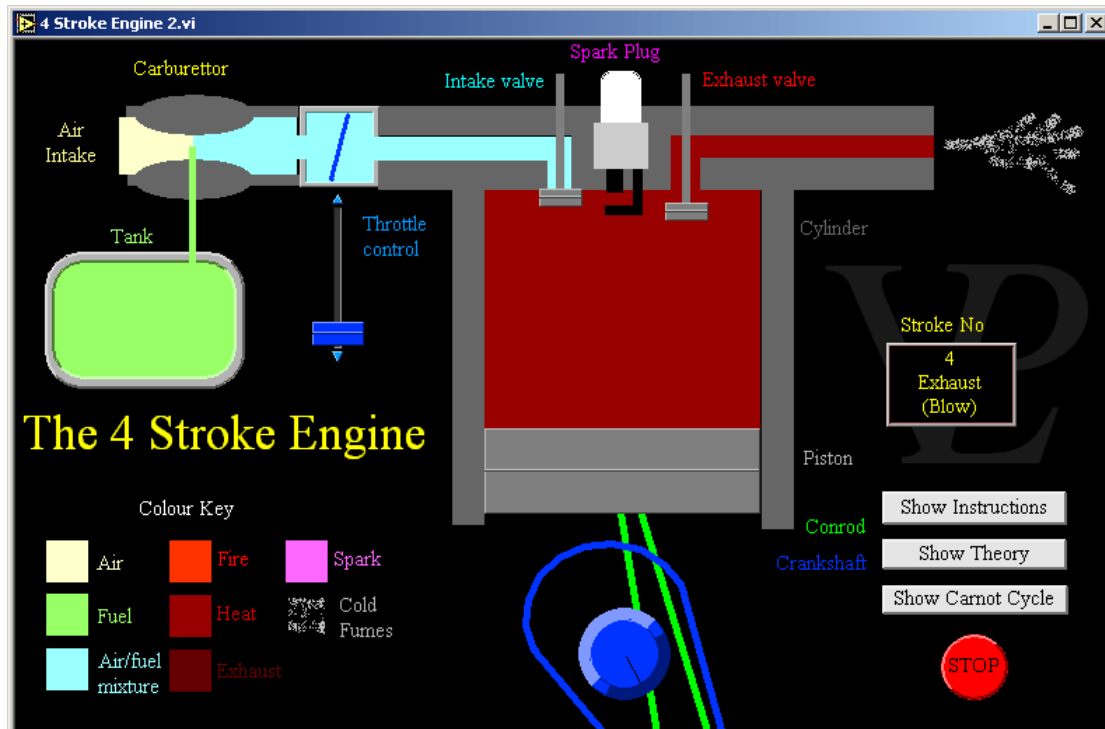 4 Stroke Engine 2.vi
Spark Plug
Carburettor
Intake valve
Exhaust valve
Air
Intake
Tank
Throttle
control
Cylinder
Stroke No
4
Exhaust
(Blow)
The 4 Stroke Engine
Piston
Colour Key
Show Instructions
Conrod
Crankshaft
Show Theory
Show Carnot Cycle
Air
Fire
Spark
Fuel
Heat
Cold
Fumes
Air/fuel
mixture
Exhaust
STOP
VPL